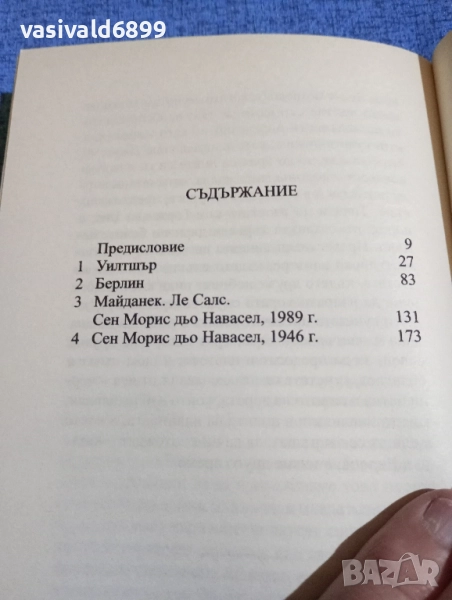 vasivald6899
СЪДЪРЖАНИЕ
Предисловие 9
1 Уилтшър 27
2 Берлин 83
3 Майданек. Ле Салс.
Сен Морис дьо Навасел, 1989 г. 131
4 Сен Морис дьо Навасел, 1946 г. 173
BAZAR